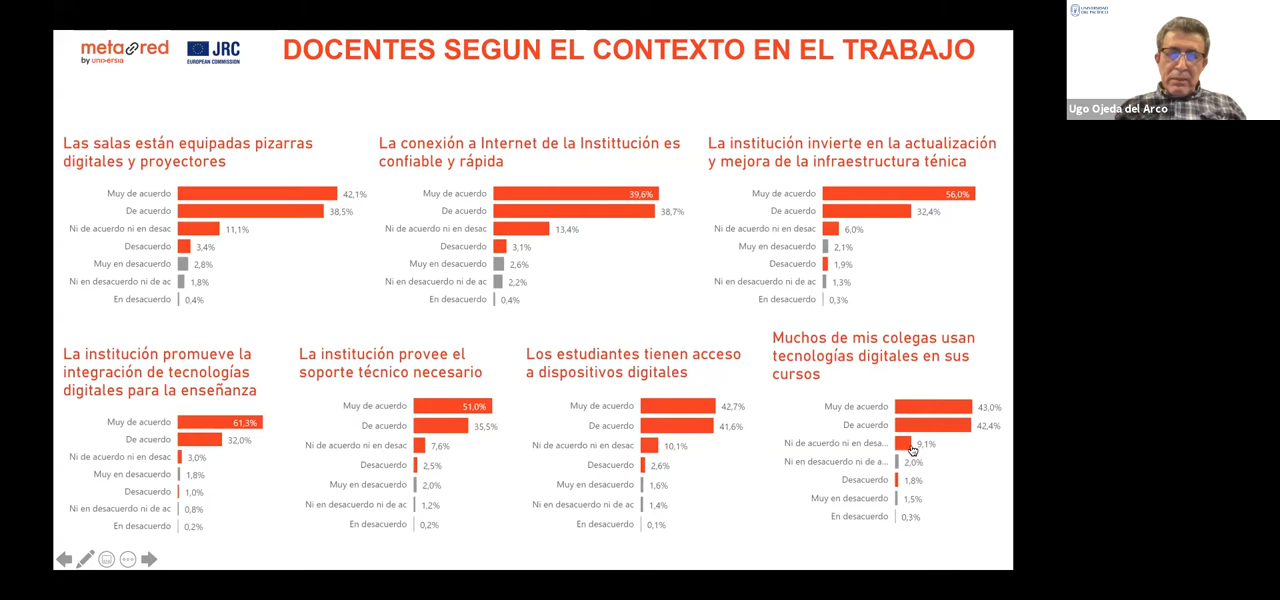 UNIVERSIDAD
DEL PACÍFICO
Ugo Ojeda del Arco
metared
by universia
JRC
EUROPEAN COMMISSION
DOCENTES SEGUN EL CONTEXTO EN EL TRABAJO
Las salas están equipadas pizarras
digitales y proyectores
Muy de acuerdo 42,1%
De acuerdo 38,5%
Ni de acuerdo ni en desac 11,1%
Desacuerdo 3,4%
Muy en desacuerdo 2,8%
Ni en desacuerdo ni de ac 1,8%
En desacuerdo 0,4%
La conexión a Internet de la Instittución es
confiable y rápida
Muy de acuerdo 39,6%
De acuerdo 38,7%
Ni de acuerdo ni en desac 13,4%
Desacuerdo 3,1%
Muy en desacuerdo 2,6%
Ni en desacuerdo ni de ac 2,2%
En desacuerdo 0,4%
La institución invierte en la actualización
y mejora de la infraestructura ténica
Muy de acuerdo 56,0%
De acuerdo 32,4%
Ni de acuerdo ni en desac 6,0%
Muy en desacuerdo 2,1%
Desacuerdo 1,9%
Ni en desacuerdo ni de ac 1,3%
En desacuerdo 0,3%
La institución promueve la
integración de tecnologías
digitales para la enseñanza
Muy de acuerdo 61,3%
De acuerdo 32,0%
Ni de acuerdo ni en desac 3,0%
Muy en desacuerdo 1,8%
Desacuerdo 1,0%
Ni en desacuerdo ni de ac 0,8%
En desacuerdo 0,2%
La institución provee el
soporte técnico necesario
Muy de acuerdo 51,0%
De acuerdo 35,5%
Ni de acuerdo ni en desac 7,6%
Desacuerdo 2,5%
Muy en desacuerdo 2,0%
Ni en desacuerdo ni de ac 1,2%
En desacuerdo 0,2%
Los estudiantes tienen acceso
a dispositivos digitales
Muy de acuerdo 42,7%
De acuerdo 41,6%
Ni de acuerdo ni en desac 10,1%
Desacuerdo 2,6%
Muy en desacuerdo 1,6%
Ni en desacuerdo ni de ac 1,4%
En desacuerdo 0,1%
Muchos de mis colegas usan
tecnologías digitales en sus
cursos
Muy de acuerdo 43,0%
De acuerdo 42,4%
Ni de acuerdo ni en desa... 9,1%
Ni en desacuerdo ni de a... 2,0%
Desacuerdo 1,8%
Muy en desacuerdo 1,5%
En desacuerdo 0,3%